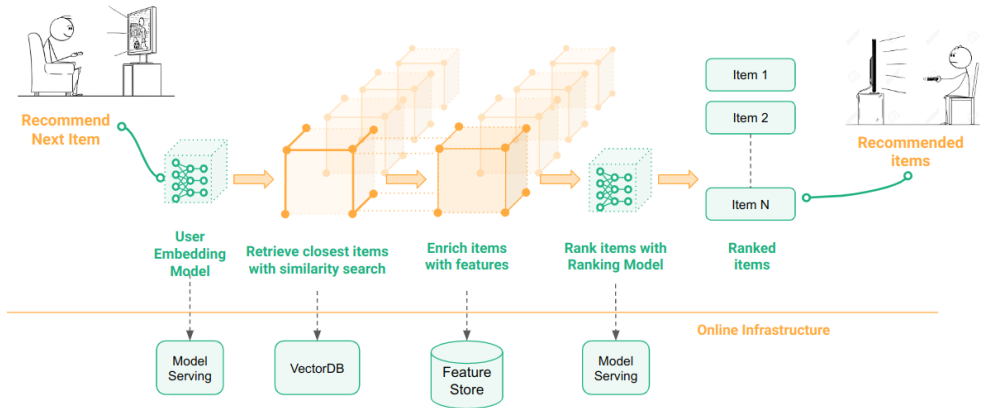 Recommend
Next Item
Item 1
Item 2
Item N
Recommended
items
User
Embedding
Model
Retrieve closest items
with similarity search
Enrich items
with features
Rank items with
Ranking Model
Ranked
items
Online Infrastructure
Model
Serving
VectorDB
Feature
Store
Model
Serving